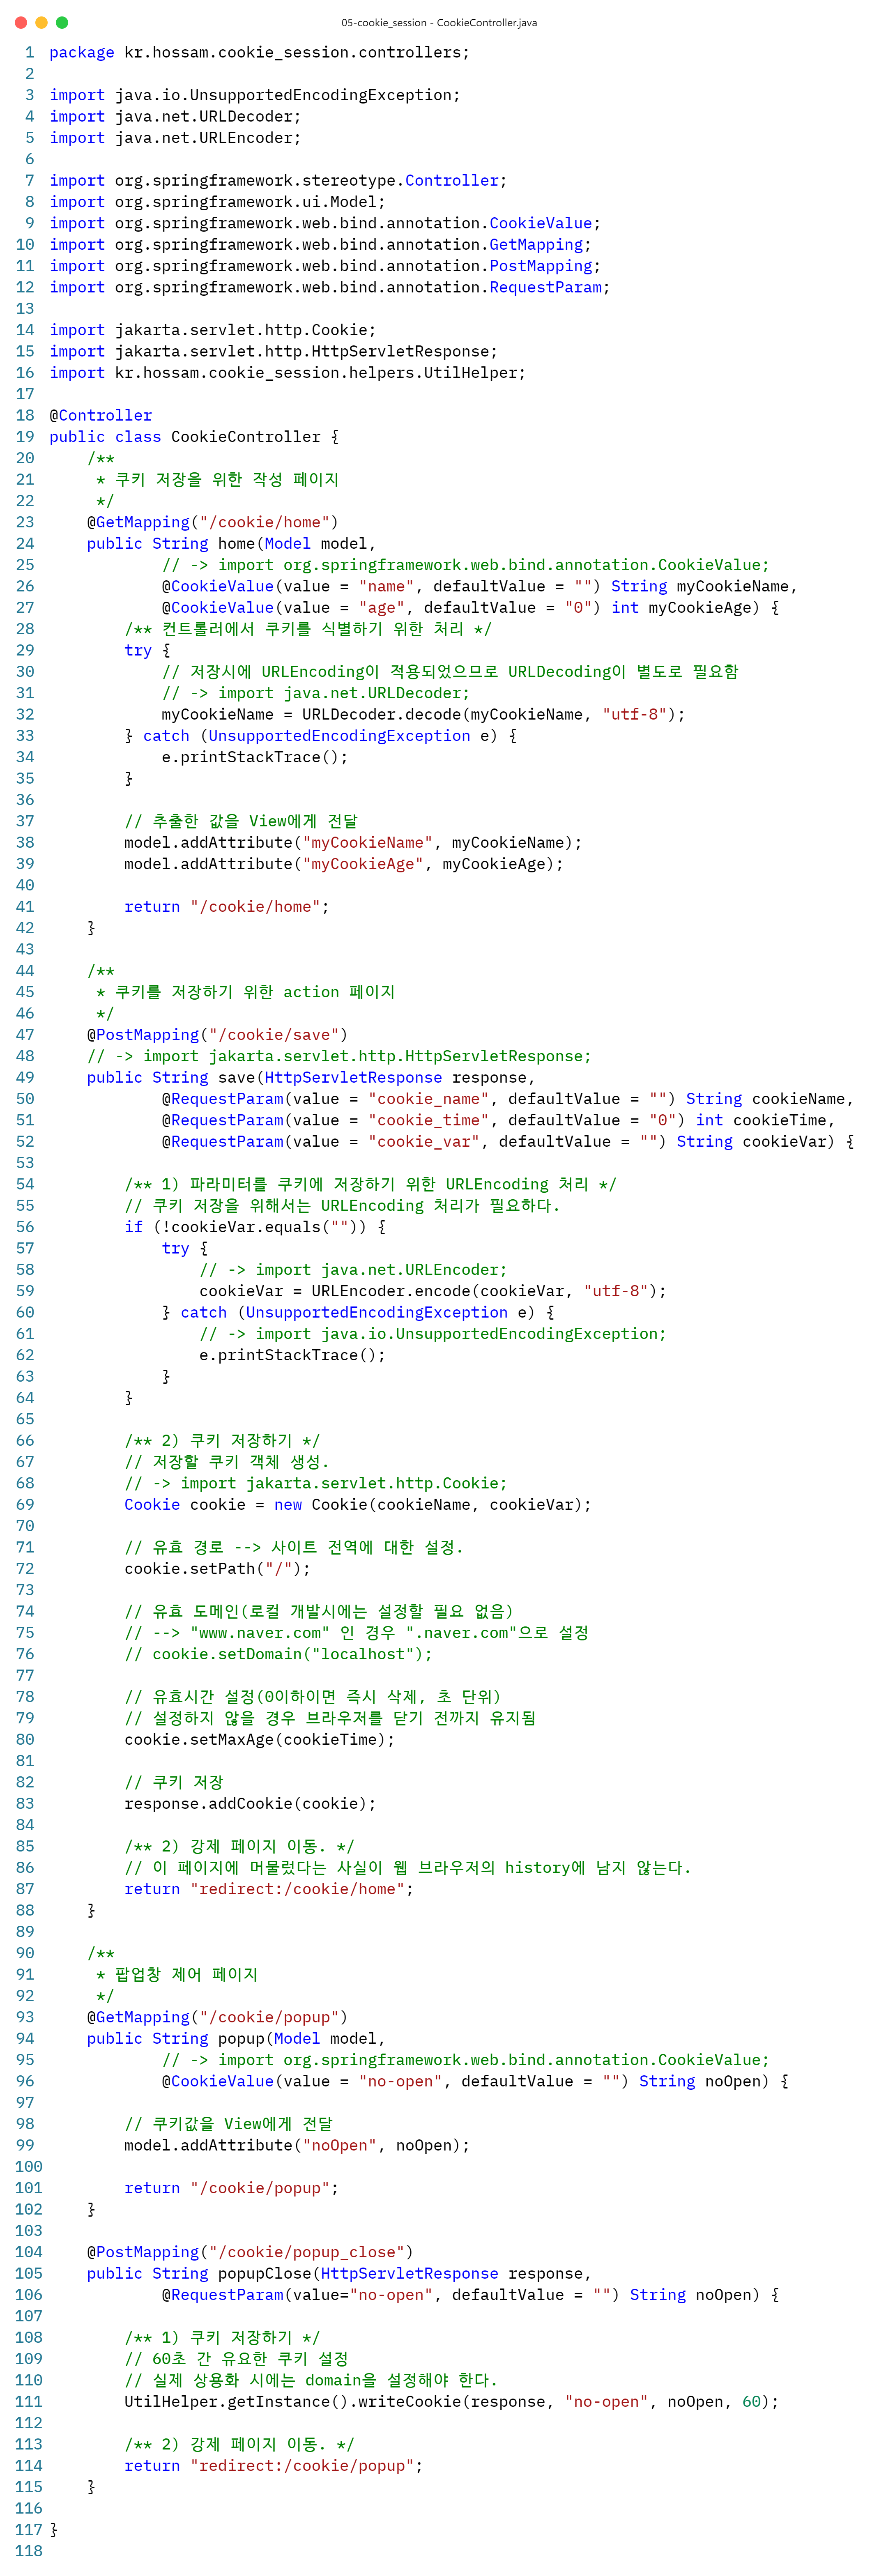 05-cookie_session - CookieController.java
1 package kr.hossam.cookie_session.controllers;
2
3 import java.io.UnsupportedEncodingException;
4 import java.net.URLDecoder;
5 import java.net.URLEncoder;
6
7 import org.springframework.stereotype.Controller;
8 import org.springframework.ui.Model;
9 import org.springframework.web.bind.annotation.CookieValue;
10 import org.springframework.web.bind.annotation.GetMapping;
11 import org.springframework.web.bind.annotation.PostMapping;
12 import org.springframework.web.bind.annotation.RequestParam;
13
14 import jakarta.servlet.http.Cookie;
15 import jakarta.servlet.http.HttpServletResponse;
16 import kr.hossam.cookie_session.helpers.UtilHelper;
17
18 @Controller
19 public class CookieController {
20     /**
21      * 쿠키 저장을 위한 작성 페이지
22      */
23     @GetMapping("/cookie/home")
24     public String home(Model model,
25             // -> import org.springframework.web.bind.annotation.CookieValue;
26             @CookieValue(value = "name", defaultValue = "") String myCookieName,
27             @CookieValue(value = "age", defaultValue = "0") int myCookieAge) {
28         /** 컨트롤러에서 쿠키를 식별하기 위한 처리 */
29         try {
30             // 저장시에 URLEncoding이 적용되었으므로 URLDecoding이 별도로 필요함
31             // -> import java.net.URLDecoder;
32             myCookieName = URLDecoder.decode(myCookieName, "utf-8");
33         } catch (UnsupportedEncodingException e) {
34             e.printStackTrace();
35         }
36
37         // 추출한 값을 View에게 전달
38         model.addAttribute("myCookieName", myCookieName);
39         model.addAttribute("myCookieAge", myCookieAge);
40
41         return "/cookie/home";
42     }
43
44     /**
45      * 쿠키를 저장하기 위한 action 페이지
46      */
47     @PostMapping("/cookie/save")
48     // -> import jakarta.servlet.http.HttpServletResponse;
49     public String save(HttpServletResponse response,
50             @RequestParam(value = "cookie_name", defaultValue = "") String cookieName,
51             @RequestParam(value = "cookie_time", defaultValue = "0") int cookieTime,
52             @RequestParam(value = "cookie_var", defaultValue = "") String cookieVar) {
53
54         /** 1) 파라미터를 쿠키에 저장하기 위한 URLEncoding 처리 */
55         // 쿠키 저장을 위해서는 URLEncoding 처리가 필요하다.
56         if (!cookieVar.equals("")) {
57             try {
58                 // -> import java.net.URLEncoder;
59                 cookieVar = URLEncoder.encode(cookieVar, "utf-8");
60             } catch (UnsupportedEncodingException e) {
61                 // -> import java.io.UnsupportedEncodingException;
62                 e.printStackTrace();
63             }
64         }
65
66         /** 2) 쿠키 저장하기 */
67         // 저장할 쿠키 객체 생성.
68         // -> import jakarta.servlet.http.Cookie;
69         Cookie cookie = new Cookie(cookieName, cookieVar);
70
71         // 유효 경로 --> 사이트 전역에 대한 설정.
72         cookie.setPath("/");
73
74         // 유효 도메인(로컬 개발시에는 설정할 필요 없음)
75         // --> "www.naver.com" 인 경우 ".naver.com"으로 설정
76         // cookie.setDomain("localhost");
77
78         // 유효시간 설정(0이하이면 즉시 삭제, 초 단위)
79         // 설정하지 않을 경우 브라우저를 닫기 전까지 유지됨
80         cookie.setMaxAge(cookieTime);
81
82         // 쿠키 저장
83         response.addCookie(cookie);
84
85         /** 2) 강제 페이지 이동. */
86         // 이 페이지에 머물렀다는 사실이 웹 브라우저의 history에 남지 않는다.
87         return "redirect:/cookie/home";
88     }
89
90     /**
91      * 팝업창 제어 페이지
92      */
93     @GetMapping("/cookie/popup")
94     public String popup(Model model,
95             // -> import org.springframework.web.bind.annotation.CookieValue;
96             @CookieValue(value = "no-open", defaultValue = "") String noOpen) {
97
98         // 쿠키값을 View에게 전달
99         model.addAttribute("noOpen", noOpen);
100
101         return "/cookie/popup";
102     }
103
104     @PostMapping("/cookie/popup_close")
105     public String popupClose(HttpServletResponse response,
106             @RequestParam(value="no-open", defaultValue = "") String noOpen) {
107
108         /** 1) 쿠키 저장하기 */
109         // 60초 간 유요한 쿠키 설정
110         // 실제 상용화 시에는 domain을 설정해야 한다.
111         UtilHelper.getInstance().writeCookie(response, "no-open", noOpen, 60);
112
113         /** 2) 강제 페이지 이동. */
114         return "redirect:/cookie/popup";
115     }
116
117 }
118